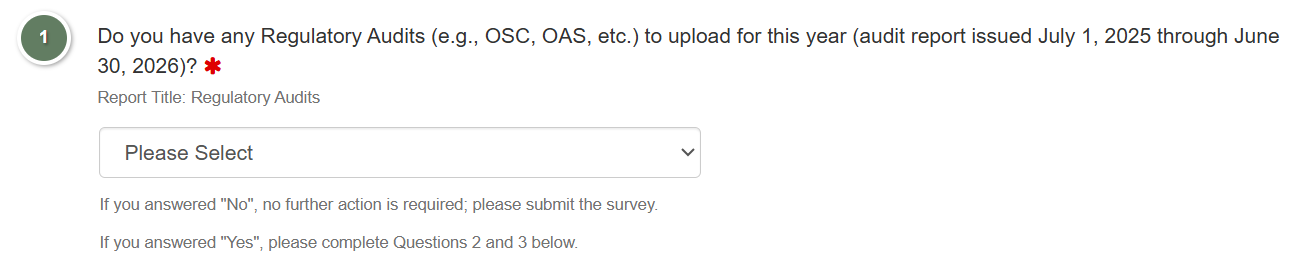 1
Do you have any Regulatory Audits (e.g., OSC, OAS, etc.) to upload for this year (audit report issued July 1, 2025 through June
30, 2026)? ✱
Report Title: Regulatory Audits
Please Select
If you answered "No", no further action is required; please submit the survey.
If you answered "Yes", please complete Questions 2 and 3 below.